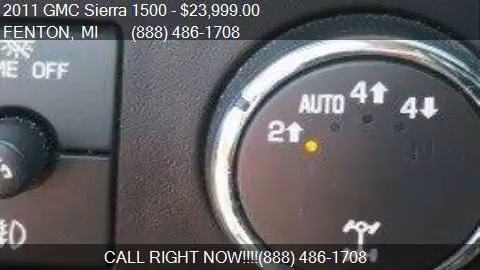 2011 GMC Sierra 1500 - $23,999.00
FENTON, MI (888) 486-1708
ME OFF
AUTO 4⬆ 4⬇
2⬆
CALL RIGHT NOW!!!!(888) 486-1708